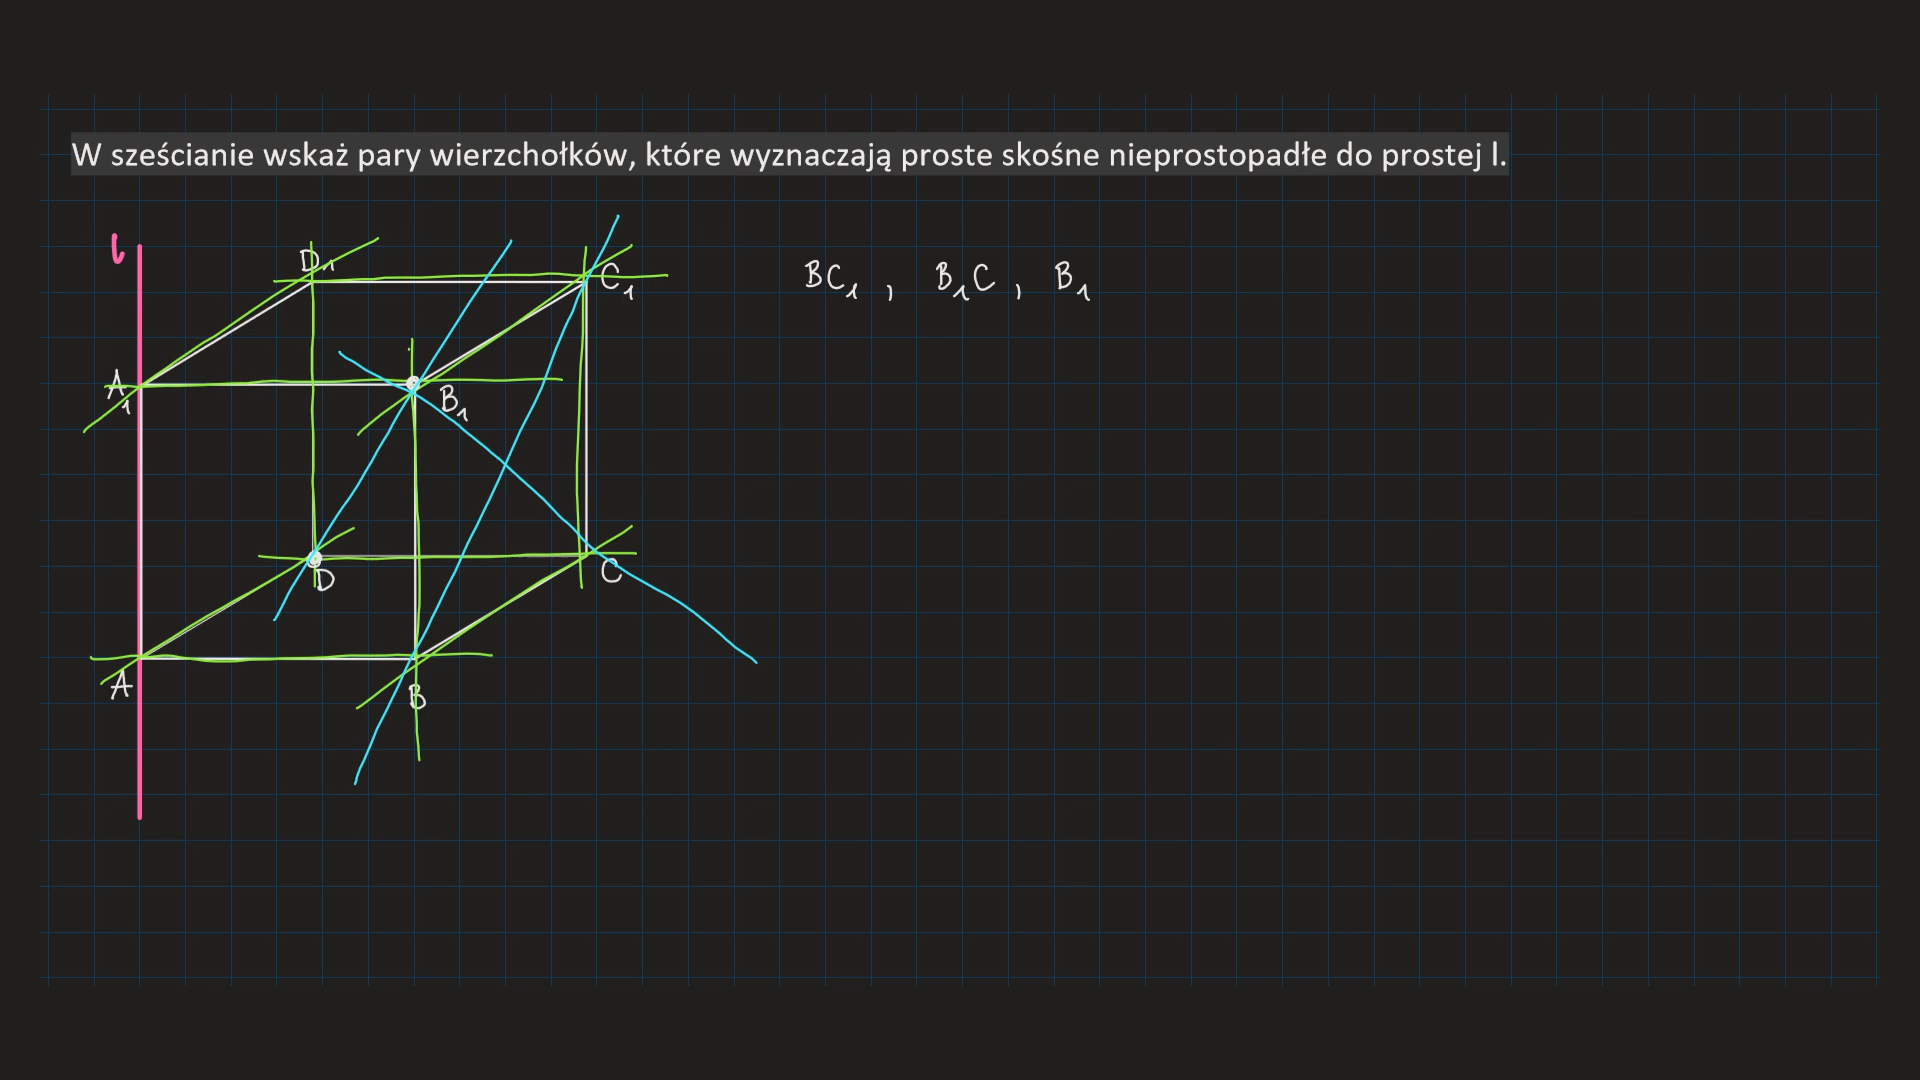 W sześcianie wskaż pary wierzchołków, które wyznaczają proste skośne nieprostopadłe do prostej l.
l
D₁
C₁
BC₁ , B₁C , B₁
A₁
B₁
D
C
A
B